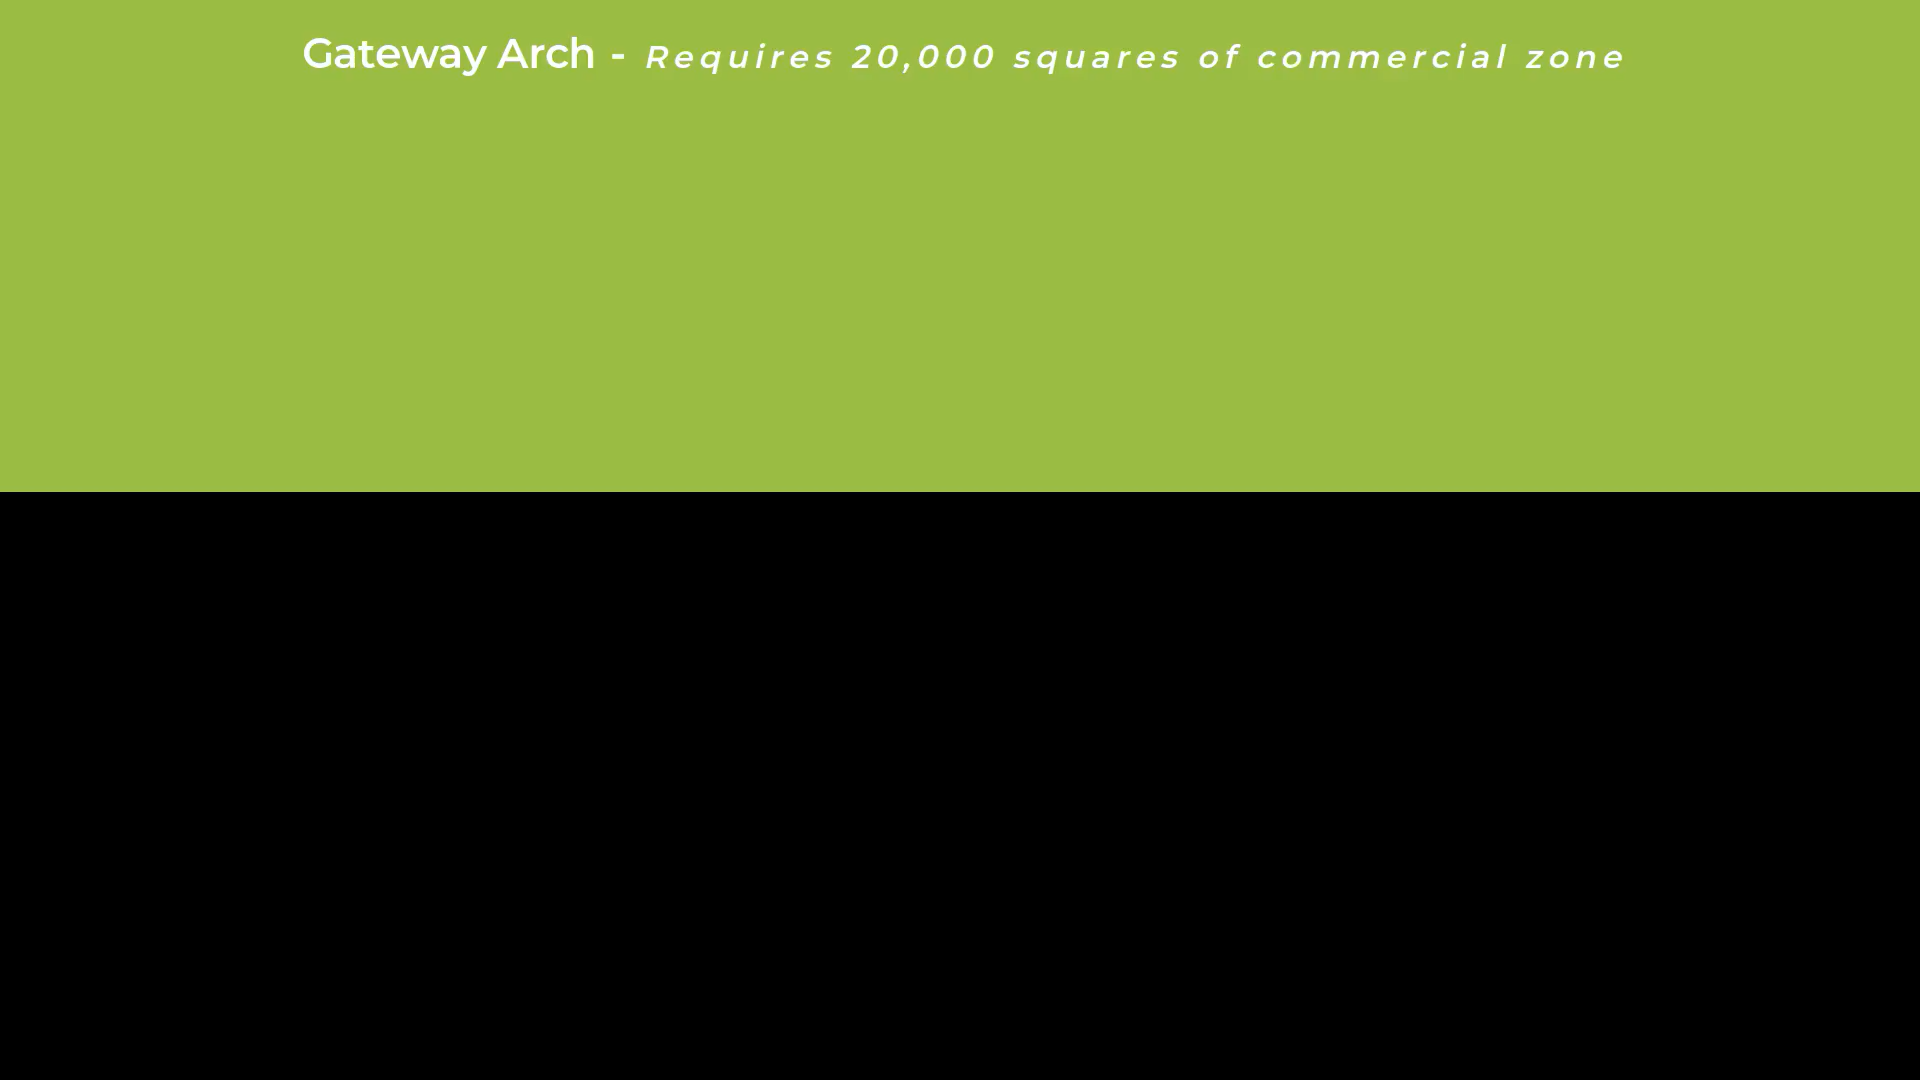 Gateway Arch - Requires 20,000 squares of commercial zone